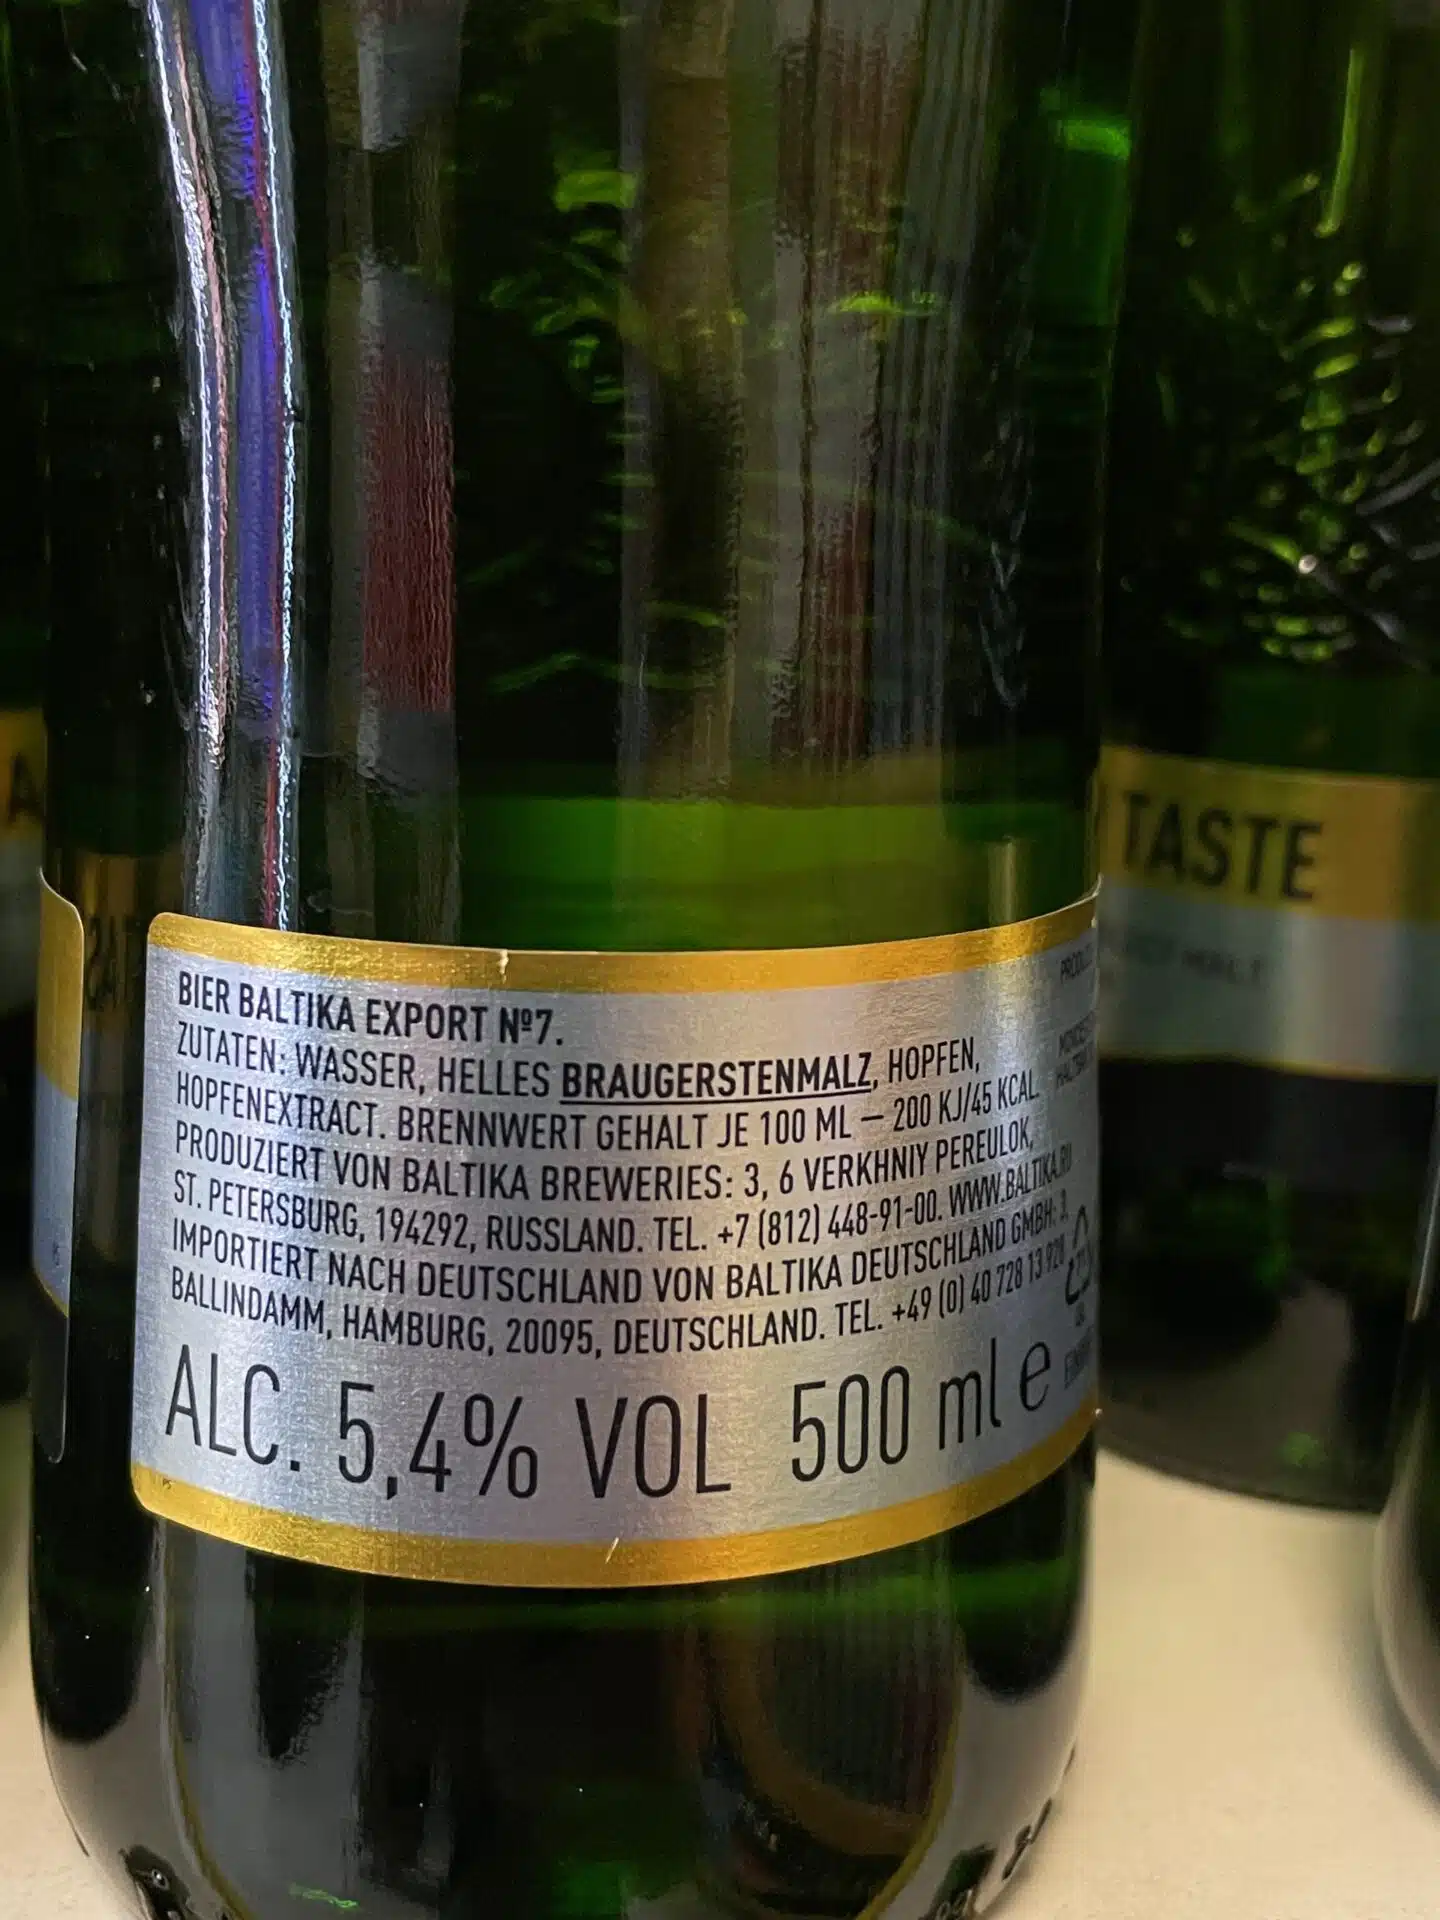 BIER BALTIKA EXPORT Nº7.
ZUTATEN: WASSER, HELLES BRAUGERSTENMALZ, HOPFEN,
HOPFENEXTRACT. BRENNWERT GEHALT JE 100 ML – 200 KJ/45 KCAL.
PRODUZIERT VON BALTIKA BREWERIES: 3, 6 VERKHNIY PEREULOK,
ST. PETERSBURG, 194292, RUSSLAND. TEL. +7 (812) 448-91-00. WWW.BALTIKA.RU
IMPORTIERT NACH DEUTSCHLAND VON BALTIKA DEUTSCHLAND GMBH: 3,
BALLINDAMM, HAMBURG, 20095, DEUTSCHLAND. TEL. +49 (0) 40 728 13 920
ALC. 5,4% VOL 500 ml e
TASTE